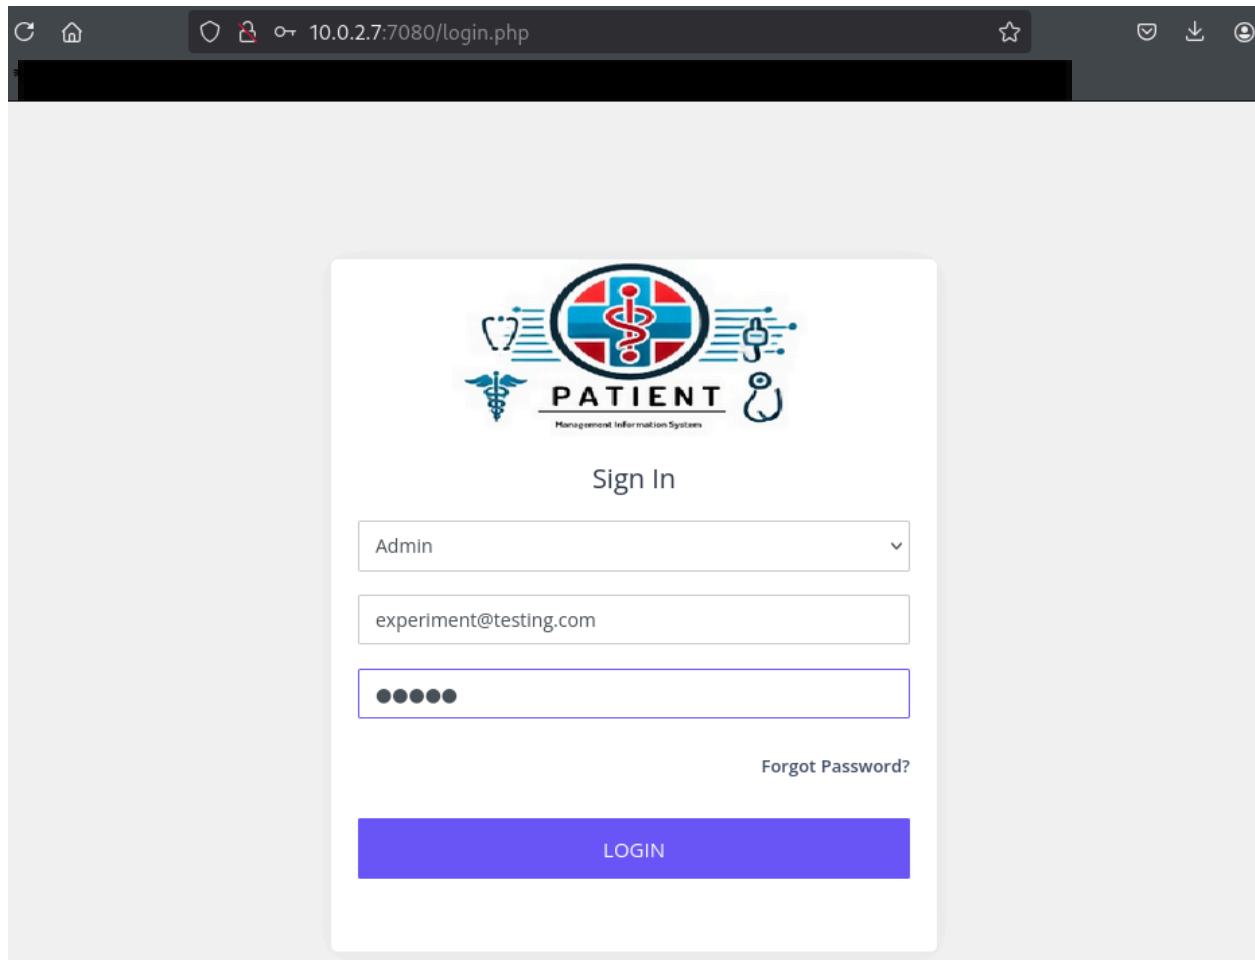 10.0.2.7:7080/login.php
PATIENT
Management Information System
Sign In
Admin
experiment@testing.com
Forgot Password?
LOGIN